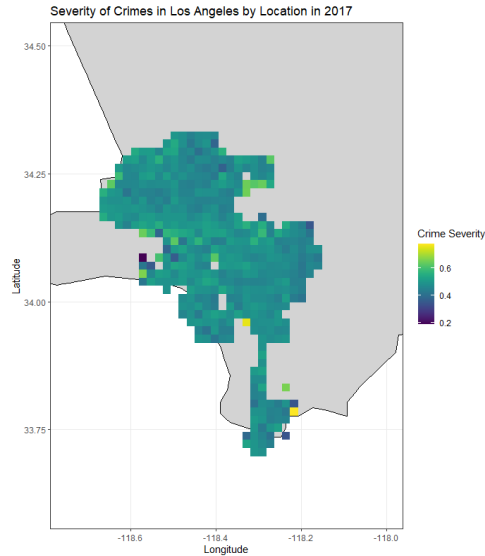 Severity of Crimes in Los Angeles by Location in 2017
34.50
34.25
34.00
33.75
Latitude
-118.6
-118.4
-118.2
-118.0
Longitude
Crime Severity
0.6
0.4
0.2